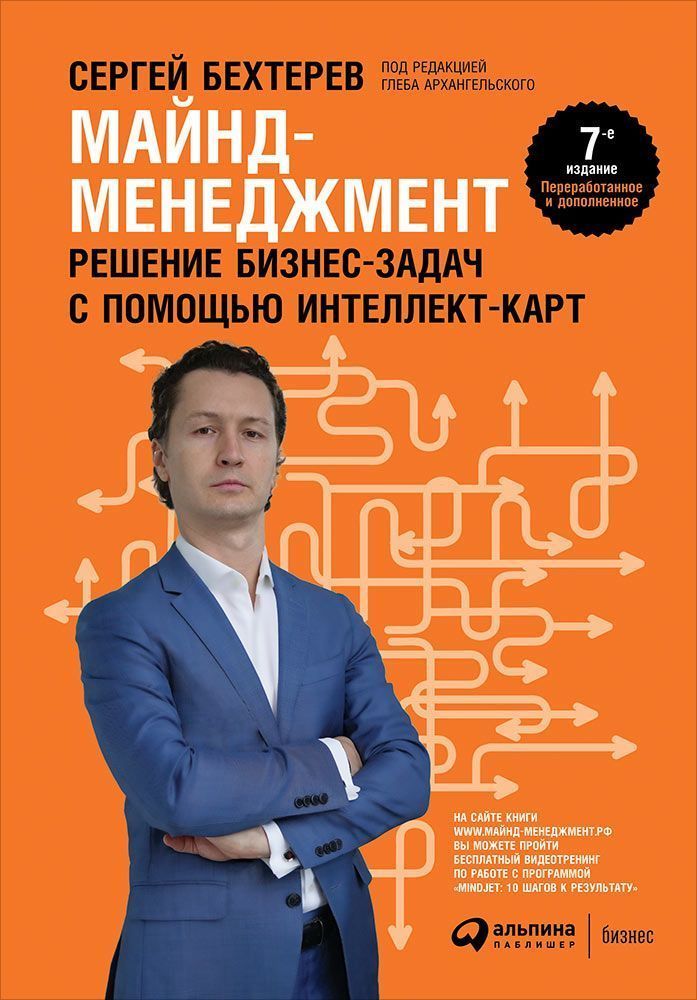 СЕРГЕЙ БЕХТЕРЕВ
ПОД РЕДАКЦИЕЙ
ГЛЕБА АРХАНГЕЛЬСКОГО
МАЙНД-
МЕНЕДЖМЕНТ
7-е
издание
Переработанное
и дополненное
РЕШЕНИЕ БИЗНЕС-ЗАДАЧ
С ПОМОЩЬЮ ИНТЕЛЛЕКТ-КАРТ
НА САЙТЕ КНИГИ
WWW.МАЙНД-МЕНЕДЖМЕНТ.РФ
ВЫ МОЖЕТЕ ПРОЙТИ
БЕСПЛАТНЫЙ ВИДЕОТРЕНИНГ
ПО РАБОТЕ С ПРОГРАММОЙ
«MINDJET: 10 ШАГОВ К РЕЗУЛЬТАТУ»
альпина
ПАБЛИШЕР
бизнес